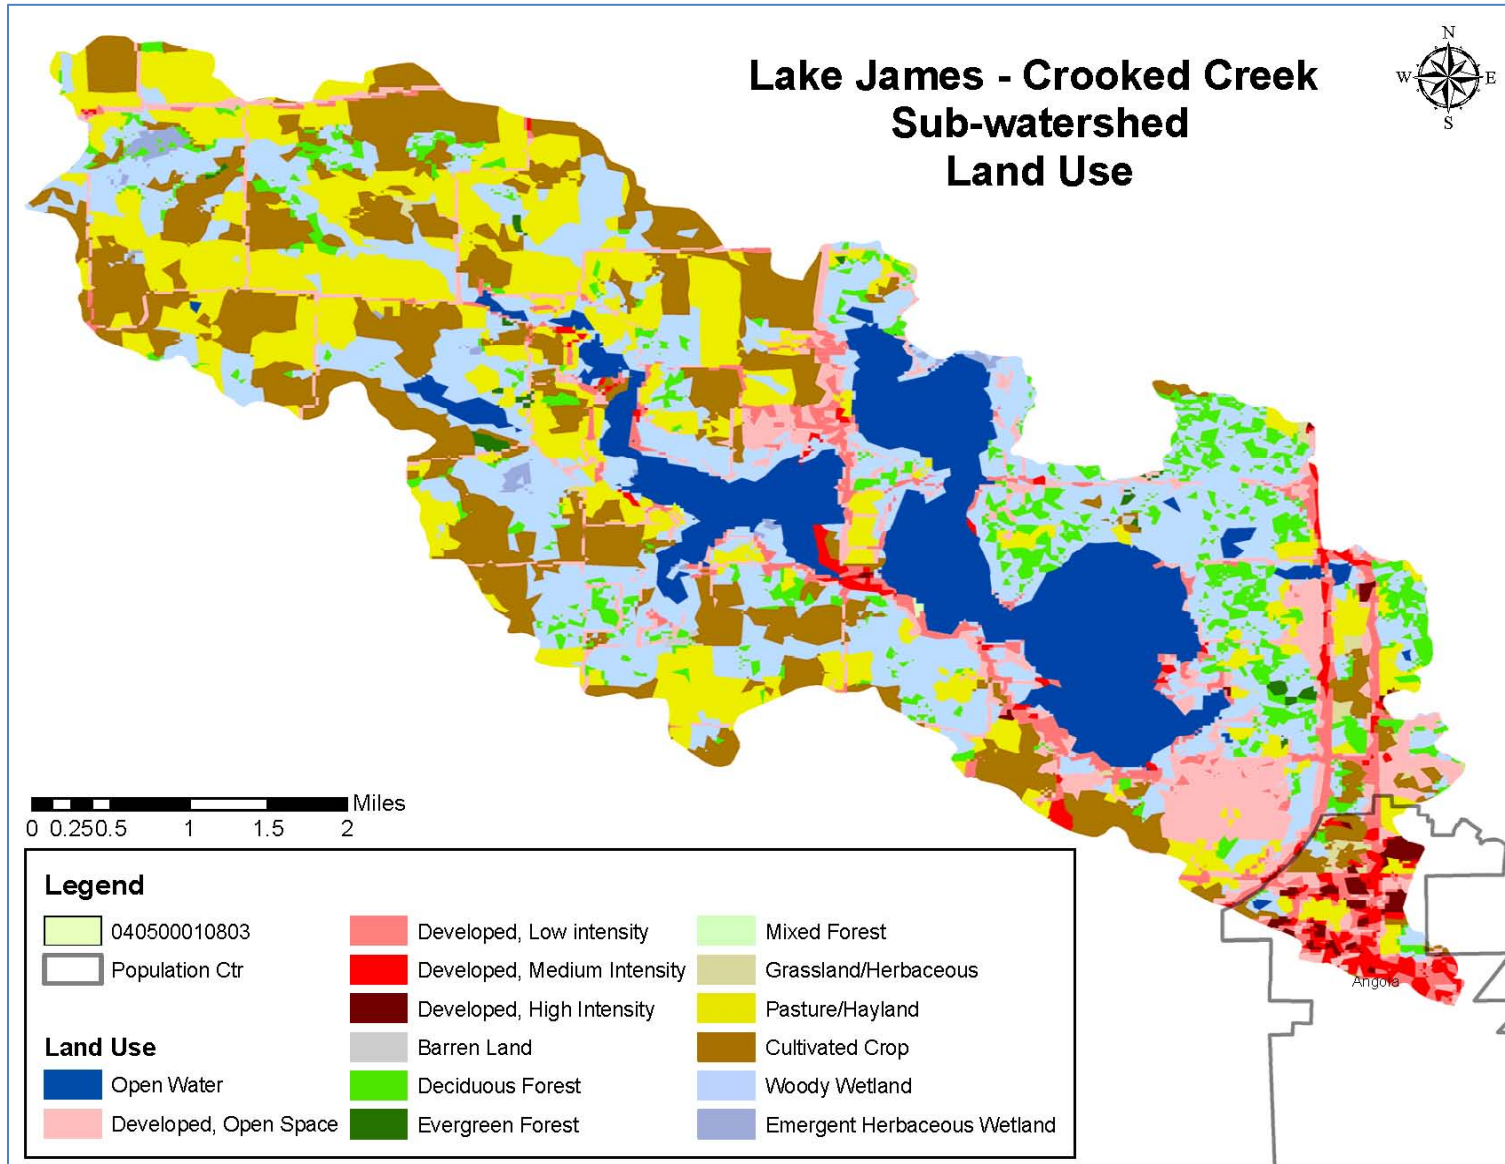 Lake James - Crooked Creek
Sub-watershed
Land Use
N
W
E
S
Miles
0 0.25 0.5 1 1.5 2
Legend
040500010803
Population Ctr
Land Use
Open Water
Developed, Open Space
Developed, Low intensity
Developed, Medium Intensity
Developed, High Intensity
Barren Land
Deciduous Forest
Evergreen Forest
Mixed Forest
Grassland/Herbaceous
Pasture/Hayland
Cultivated Crop
Woody Wetland
Emergent Herbaceous Wetland
Angola